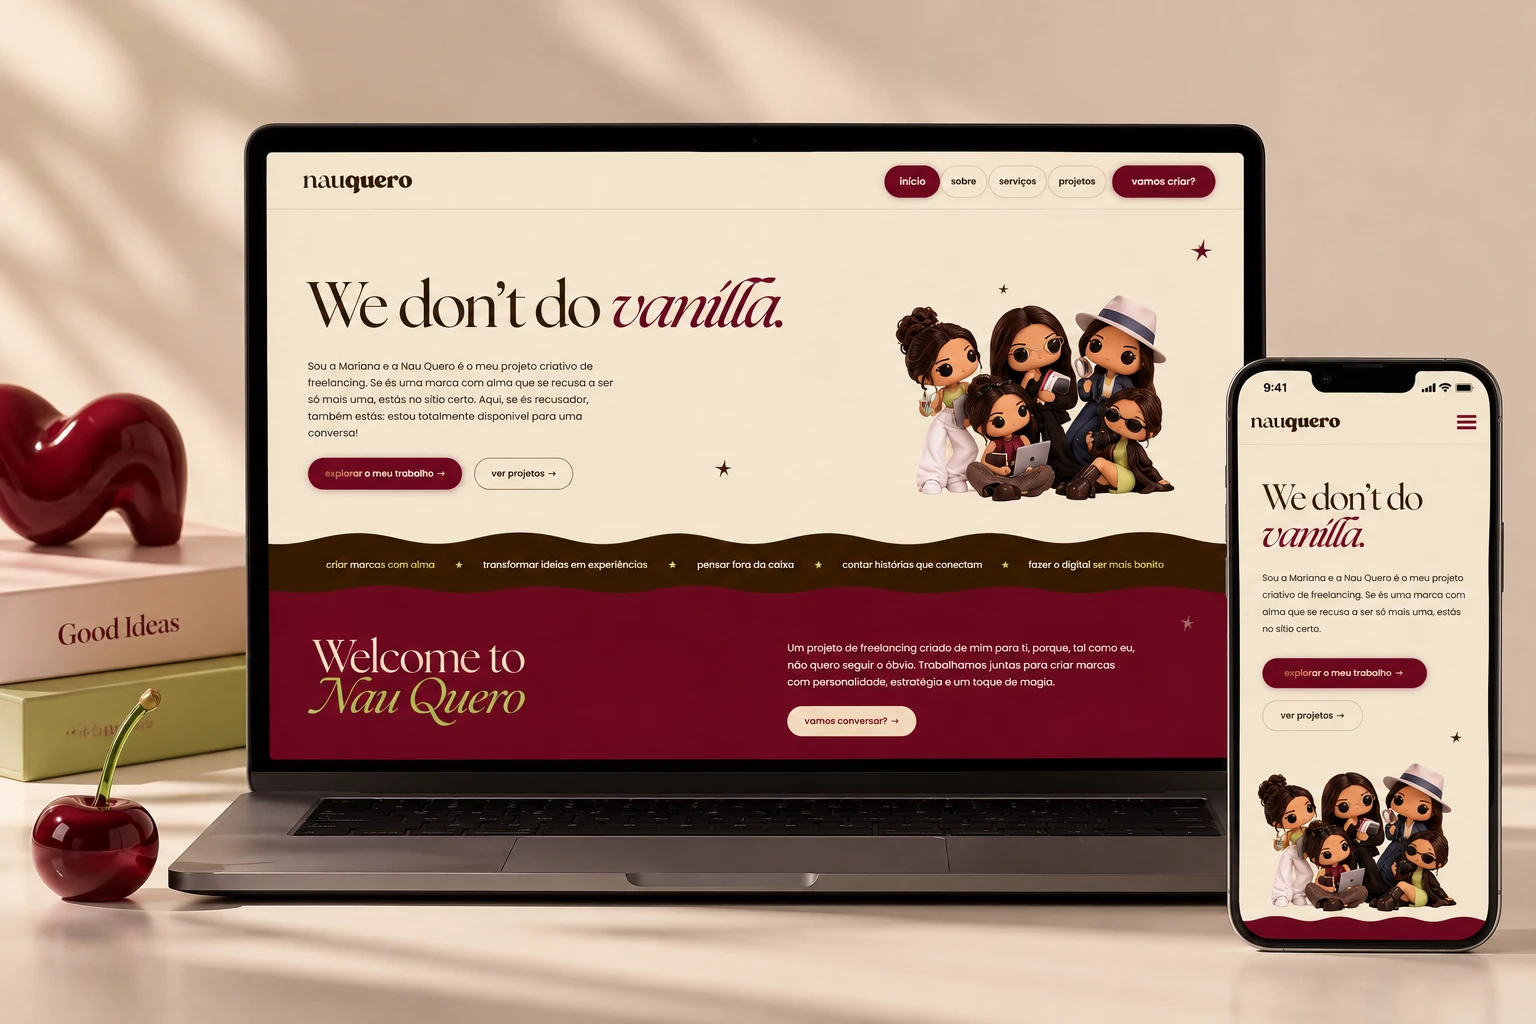 nauquero
início
sobre
serviços
projetos
vamos criar?
We don't do vanilla.
Sou a Mariana e a Nau Quero é o meu projeto criativo de
freelancing. Se és uma marca com alma que se recusa a ser
só mais uma, estás no sítio certo. Aqui, se és recusador,
também estás: estou totalmente disponivel para uma
conversa!
explorar o meu trabalho →
ver projetos →
criar marcas com alma ★ transformar ideias em experiências ★ pensar fora da caixa ★ contar histórias que conectam ★ fazer o digital ser mais bonito
Welcome to
Nau Quero
Um projeto de freelancing criado de mim para ti, porque, tal como eu,
não quero seguir o óbvio. Trabalhamos juntas para criar marcas
com personalidade, estratégia e um toque de magia.
vamos conversar? →
Good Ideas
9:41
nauquero
We don't do
vanilla.
Sou a Mariana e a Nau Quero é o meu projeto
criativo de freelancing. Se és uma marca com
alma que se recusa a ser só mais uma, estás
no sítio certo.
explorar o meu trabalho →
ver projetos →